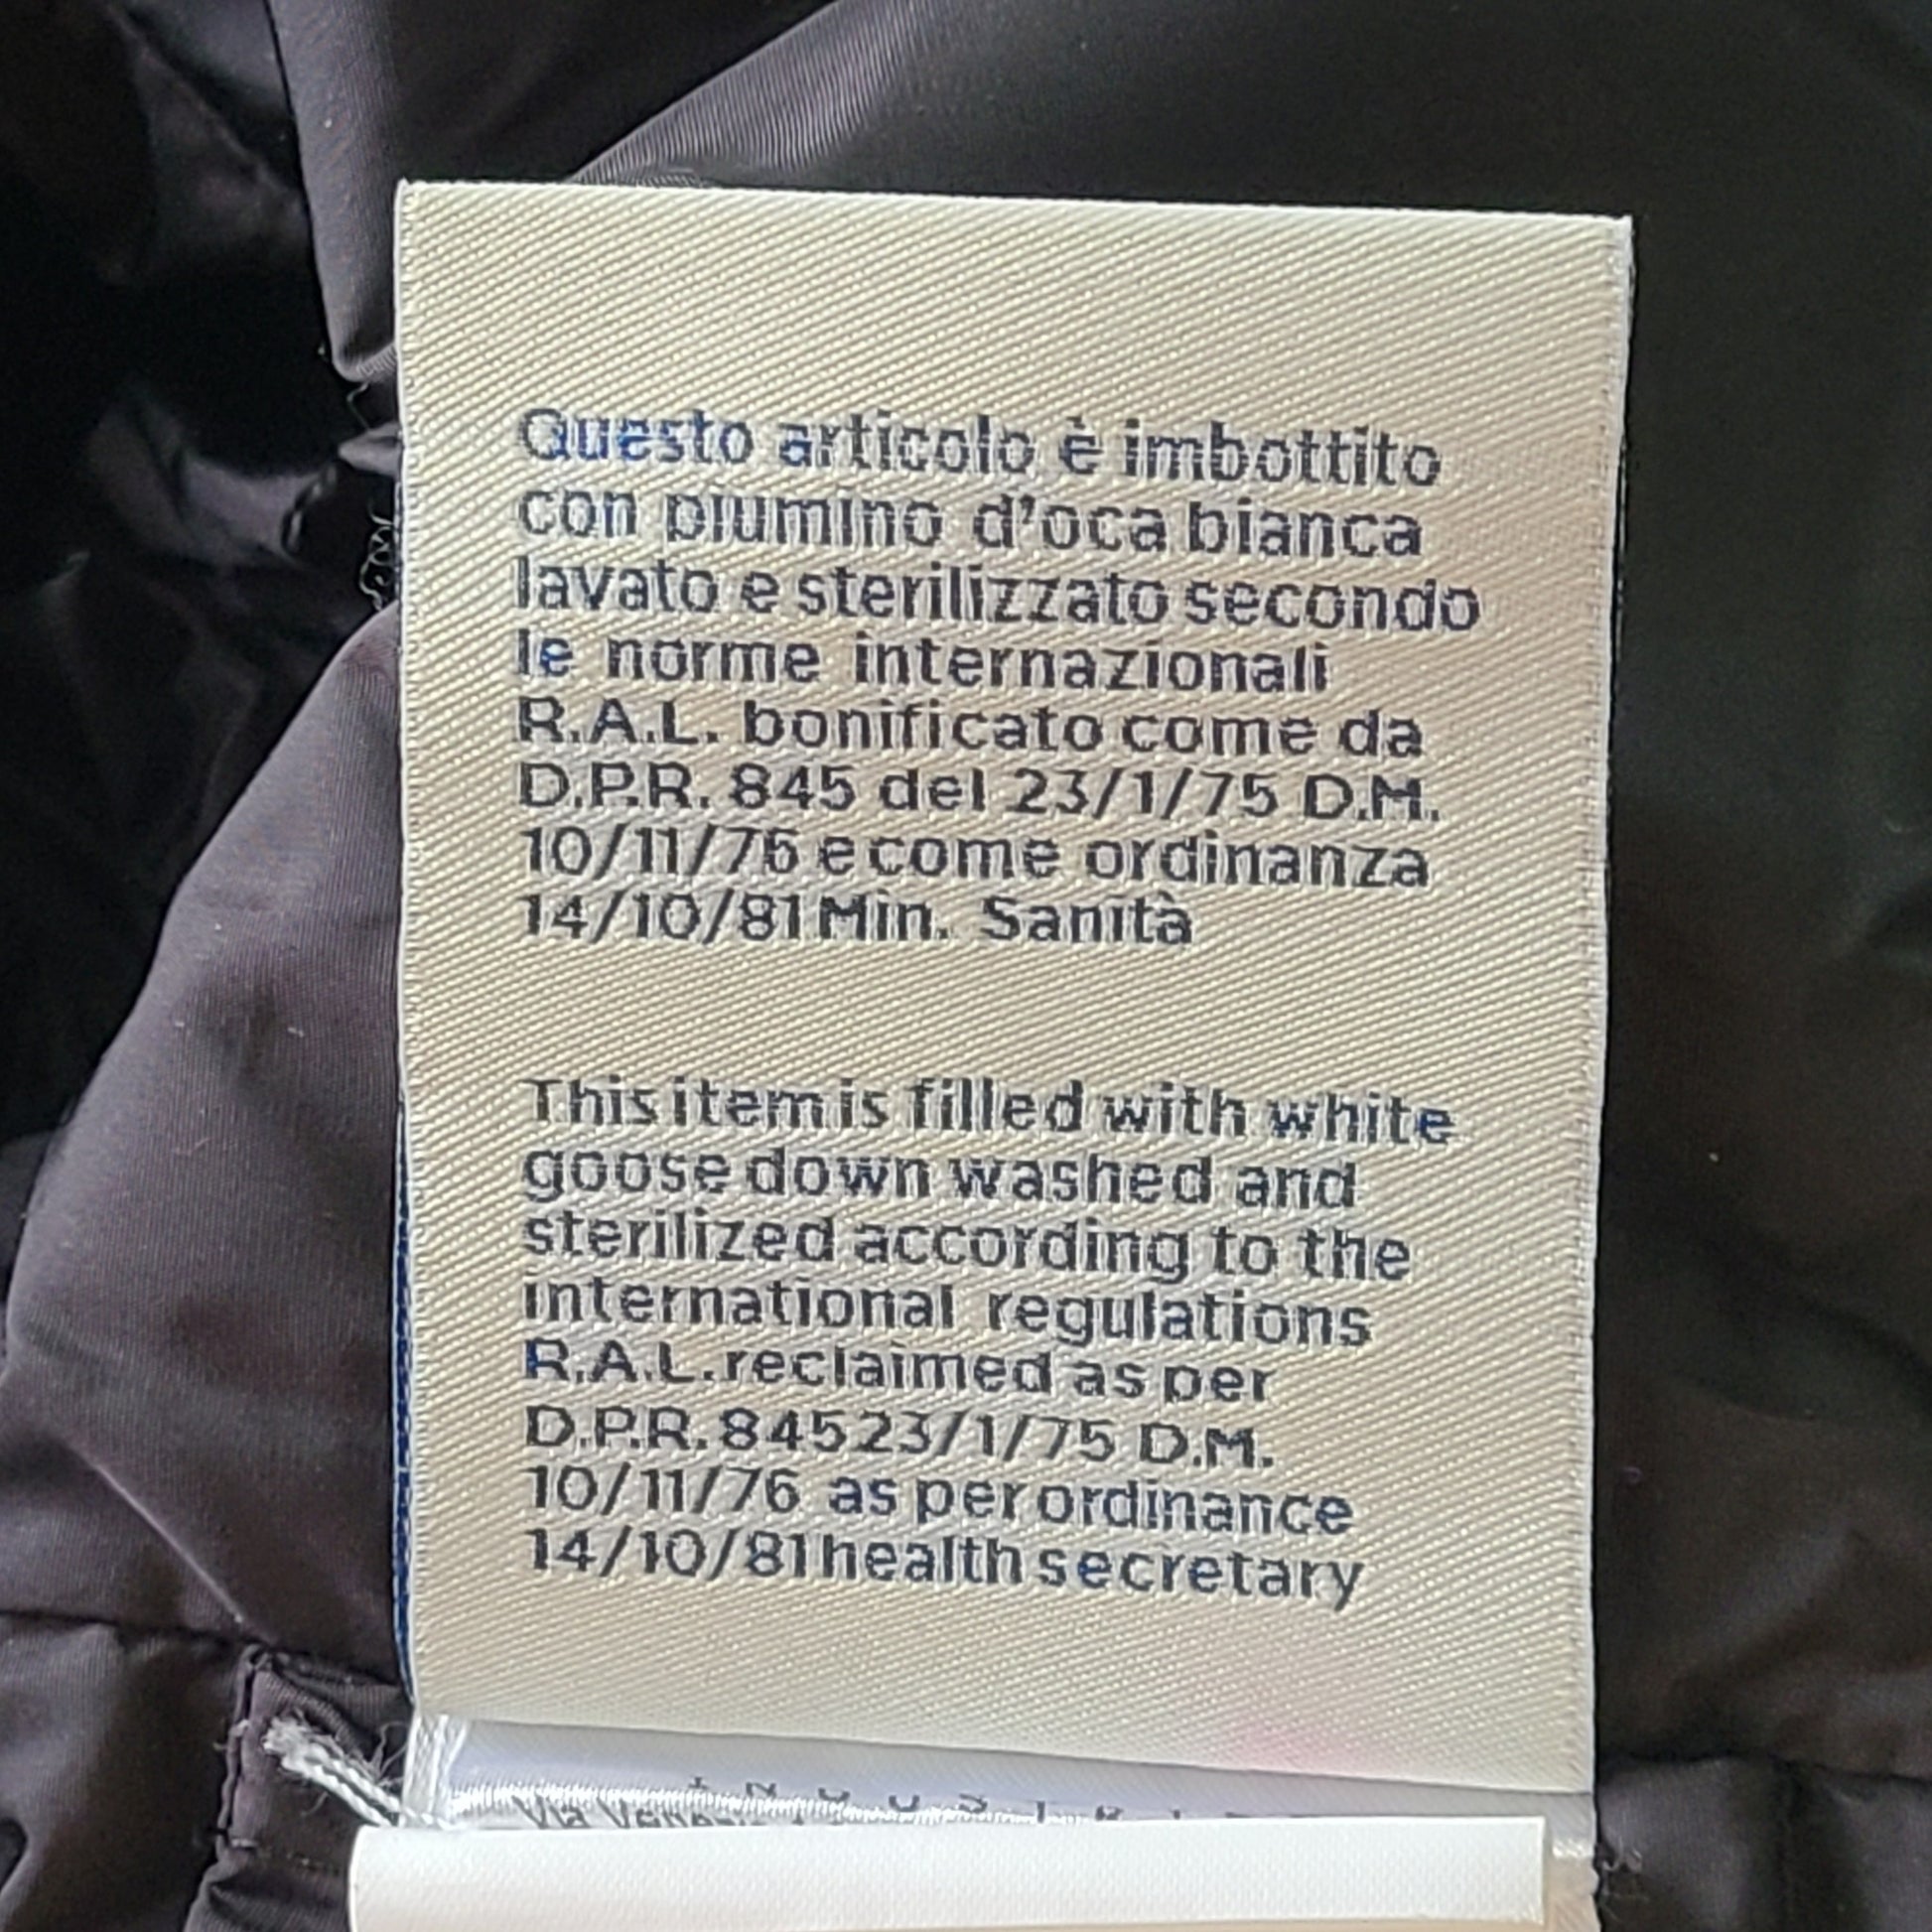 Questo articolo è imbottito
con piumino d'oca bianca
lavato e sterilizzato secondo
le norme internazionali
R.A.L. bonificato come da
D.P.R. 845 del 23/1/75 D.M.
10/11/76 e come ordinanza
14/10/81 Min. Sanità
This item is filled with white
goose down washed and
sterilized according to the
international regulations
R.A.L. reclaimed as per
D.P.R. 845 23/1/75 D.M.
10/11/76 as per ordinance
14/10/81 health secretary
Via